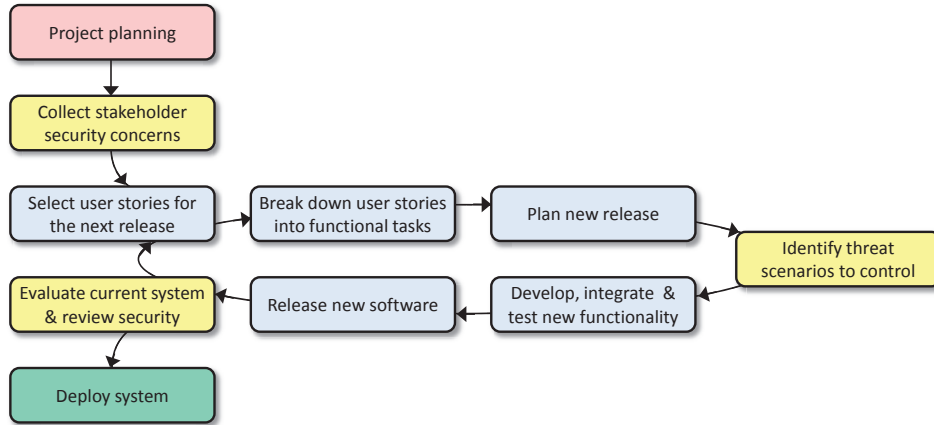 Project planning
Collect stakeholder
security concerns
Select user stories for
the next release
Break down user stories
into functional tasks
Plan new release
Identify threat
scenarios to control
Develop, integrate &
test new functionality
Release new software
Evaluate current system
& review security
Deploy system